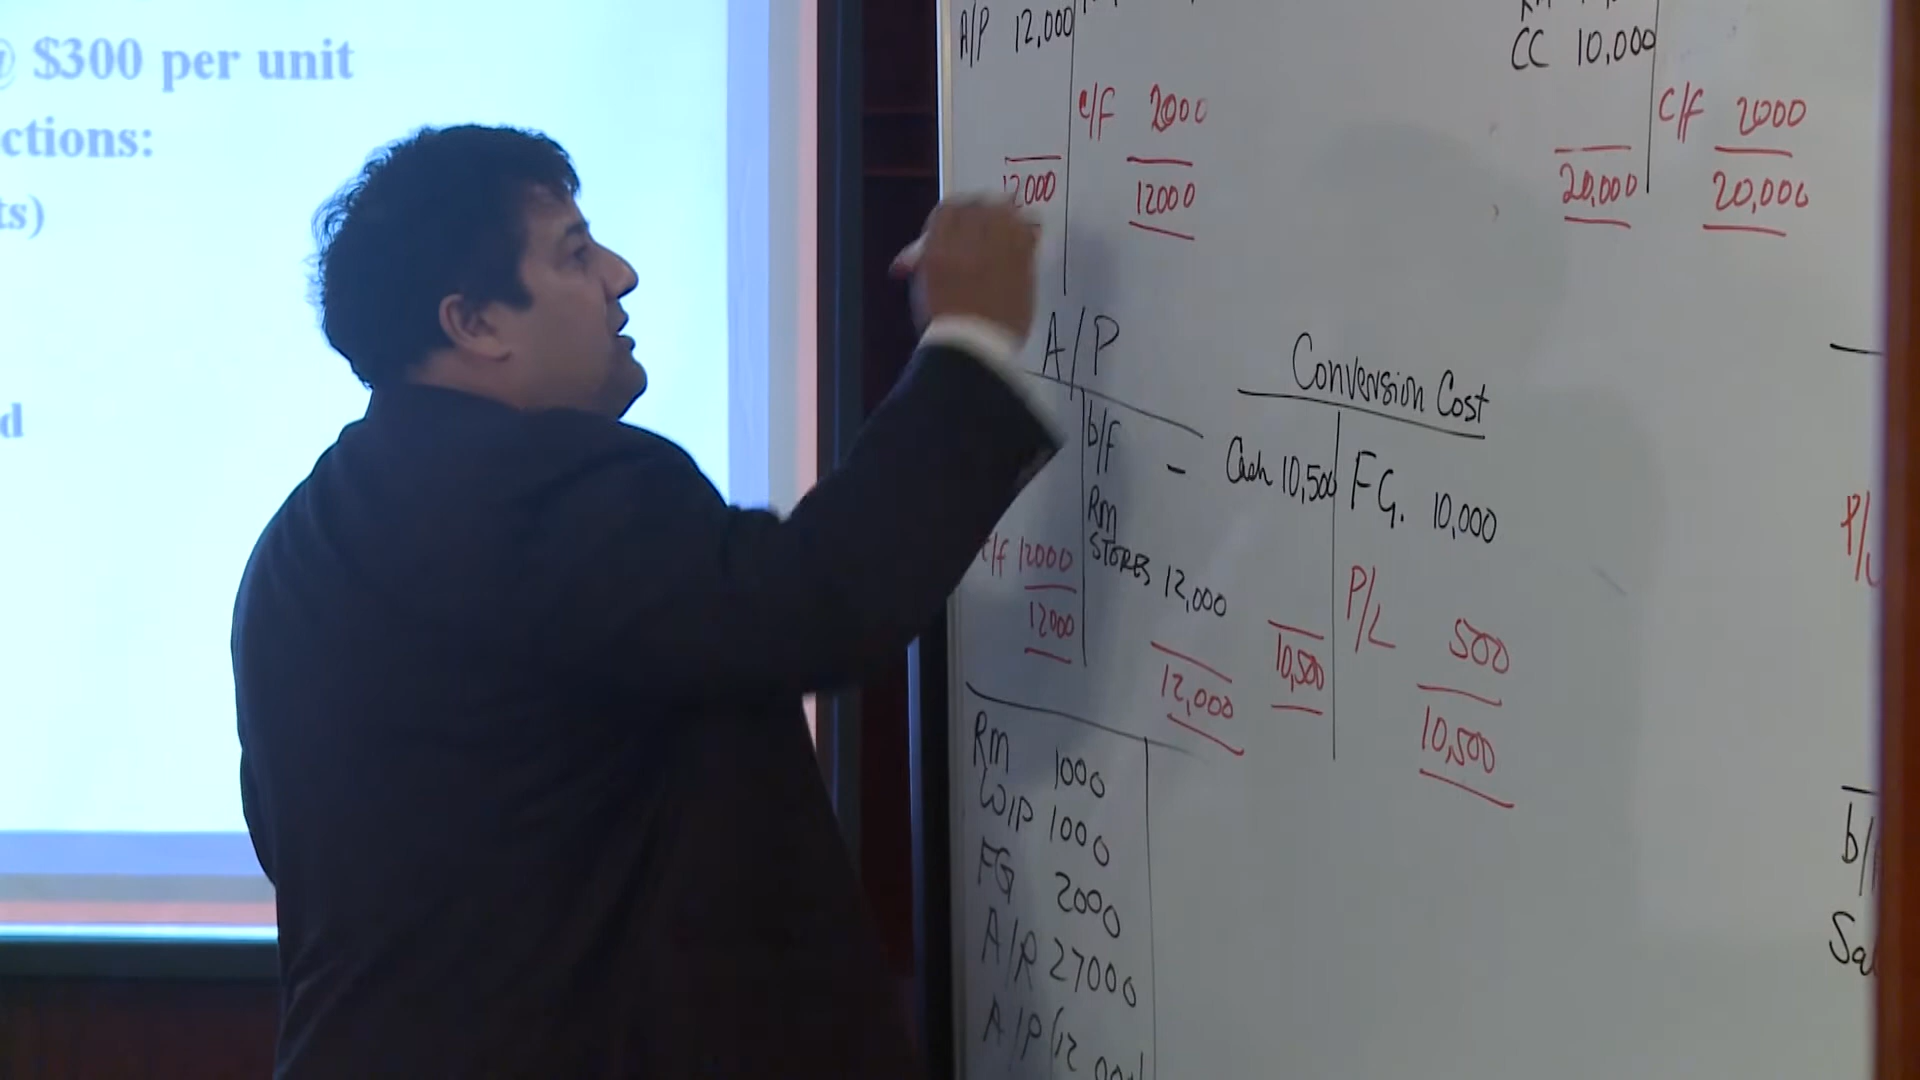 @ $300 per unit
ctions:
ts)
d
A/P 12,000
c/f 2000
12000 12000
CC 10,000
c/f 2000
20,000 20,000
A/P
b/f -
Rm
STORES 12,000
c/f 12000
12000 12,000
Conversion Cost
Cash 10,500 FG. 10,000
P/L 500
10,500 10,500
Rm 1000
WIP 1000
FG 2000
A/R 27000
A/P (12 000)
P/L
b/
Sa